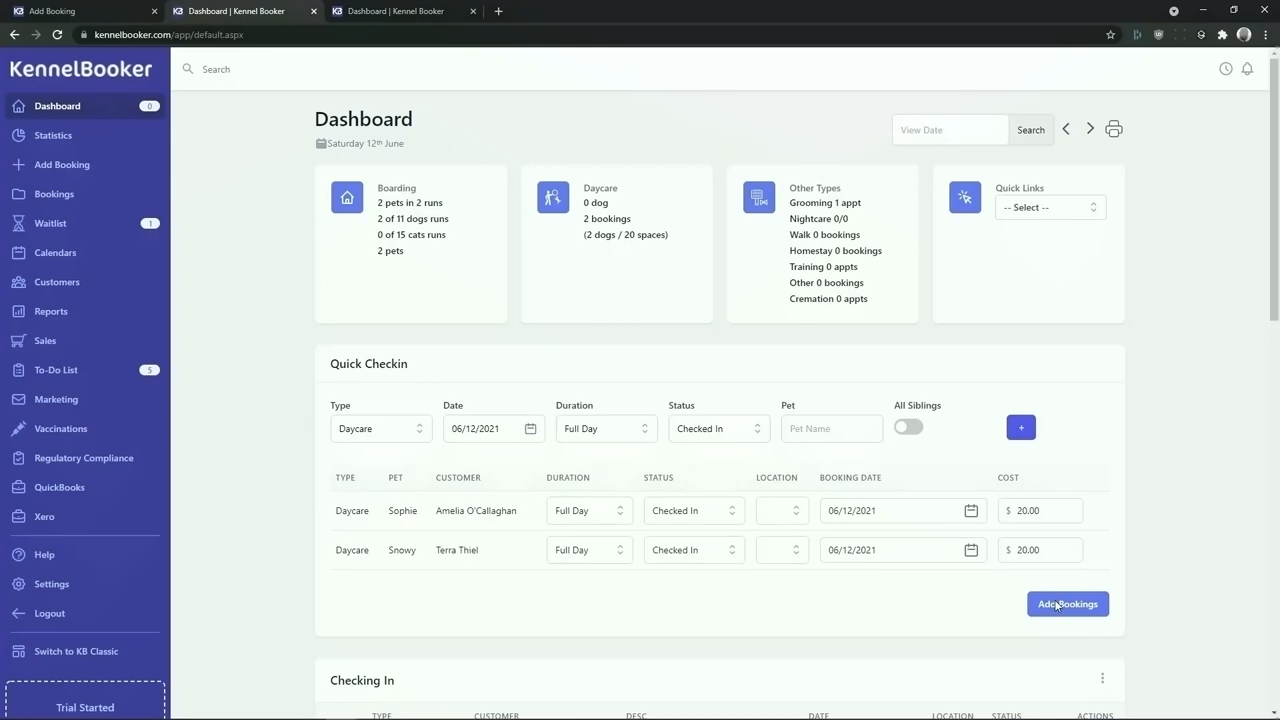 Add Booking
Dashboard | Kennel Booker
Dashboard | Kennel Booker
kennelbooker.com/app/default.aspx
KennelBooker
Dashboard 0
Statistics
Add Booking
Bookings
Waitlist 1
Calendars
Customers
Reports
Sales
To-Do List 5
Marketing
Vaccinations
Regulatory Compliance
QuickBooks
Xero
Help
Settings
Logout
Switch to KB Classic
Trial Started
Search
Dashboard
Saturday 12th June
View Date
Search
Boarding
2 pets in 2 runs
2 of 11 dogs runs
0 of 15 cats runs
2 pets
Daycare
0 dog
2 bookings
(2 dogs / 20 spaces)
Other Types
Grooming 1 appt
Nightcare 0/0
Walk 0 bookings
Homestay 0 bookings
Training 0 appts
Other 0 bookings
Cremation 0 appts
Quick Links
-- Select --
Quick Checkin
Type Date Duration Status Pet All Siblings
Daycare 06/12/2021 Full Day Checked In Pet Name +
TYPE PET CUSTOMER DURATION STATUS LOCATION BOOKING DATE COST
Daycare Sophie Amelia O'Callaghan Full Day Checked In 06/12/2021 $ 20.00
Daycare Snowy Terra Thiel Full Day Checked In 06/12/2021 $ 20.00
Add Bookings
Checking In
TYPE CUSTOMER DESC DATE LOCATION STATUS ACTIONS